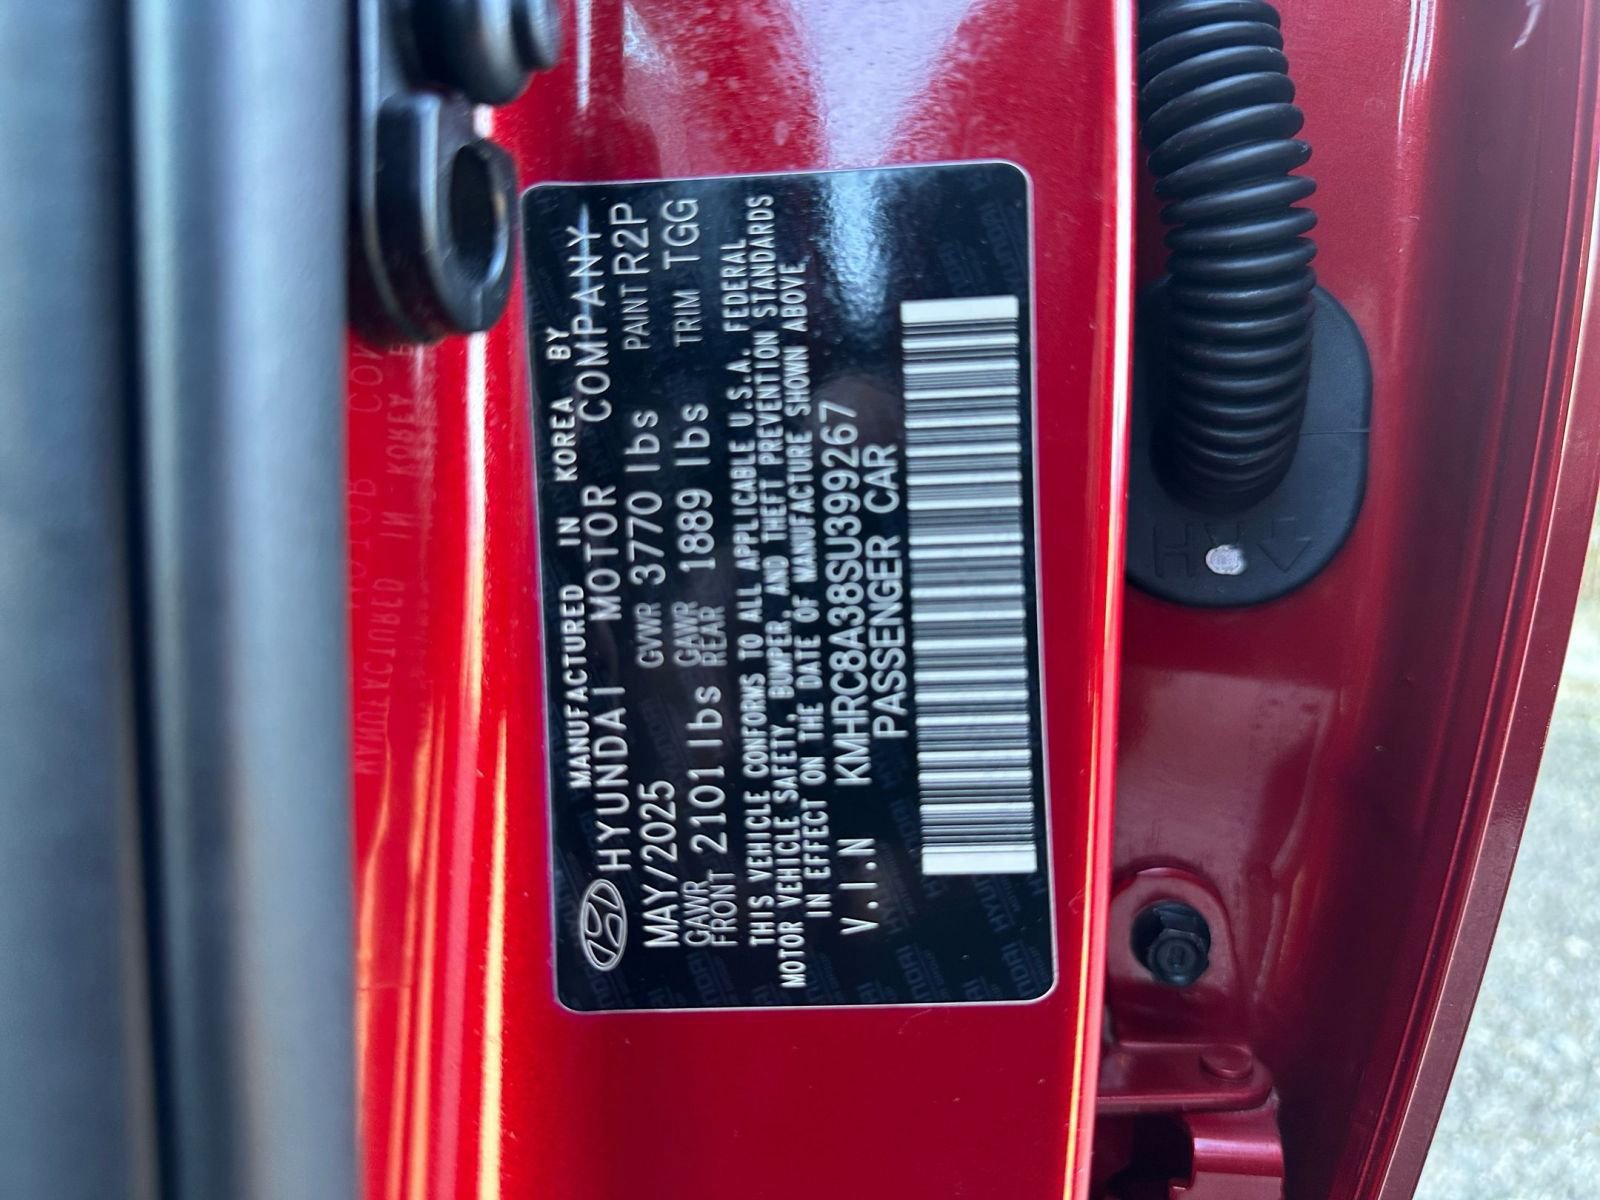 MANUFACTURED IN KOREA BY
HYUNDAI MOTOR COMPANY
MAY/2025 GVWR 3770 lbs PAINT R2P
GAWR FRONT 2101 lbs GAWR REAR 1889 lbs TRIM TGG
THIS VEHICLE CONFORMS TO ALL APPLICABLE U.S.A. FEDERAL
MOTOR VEHICLE SAFETY, BUMPER, AND THEFT PREVENTION STANDARDS
IN EFFECT ON THE DATE OF MANUFACTURE SHOWN ABOVE
V.I.N KMHRC8A38SU399267
PASSENGER CAR
RH